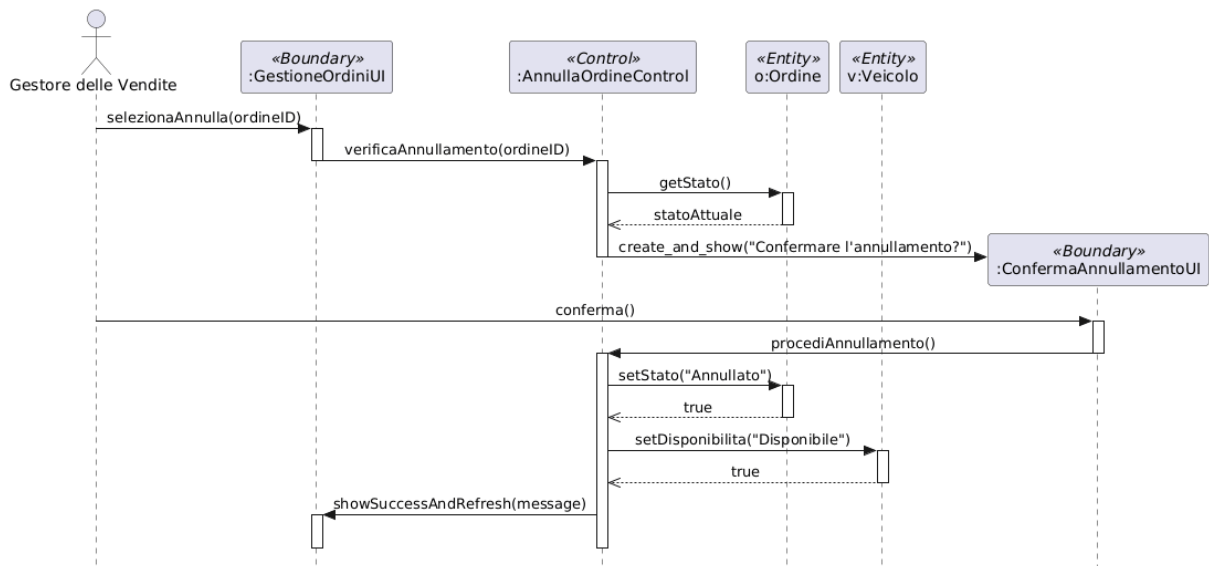 Gestore delle Vendite
«Boundary»
:GestioneOrdiniUI
«Control»
:AnnullaOrdineControl
«Entity»
o:Ordine
«Entity»
v:Veicolo
selezionaAnnulla(ordineID)
verificaAnnullamento(ordineID)
getStato()
statoAttuale
create_and_show("Confermare l'annullamento?")
«Boundary»
:ConfermaAnnullamentoUI
conferma()
procediAnnullamento()
setStato("Annullato")
true
setDisponibilita("Disponibile")
true
showSuccessAndRefresh(message)